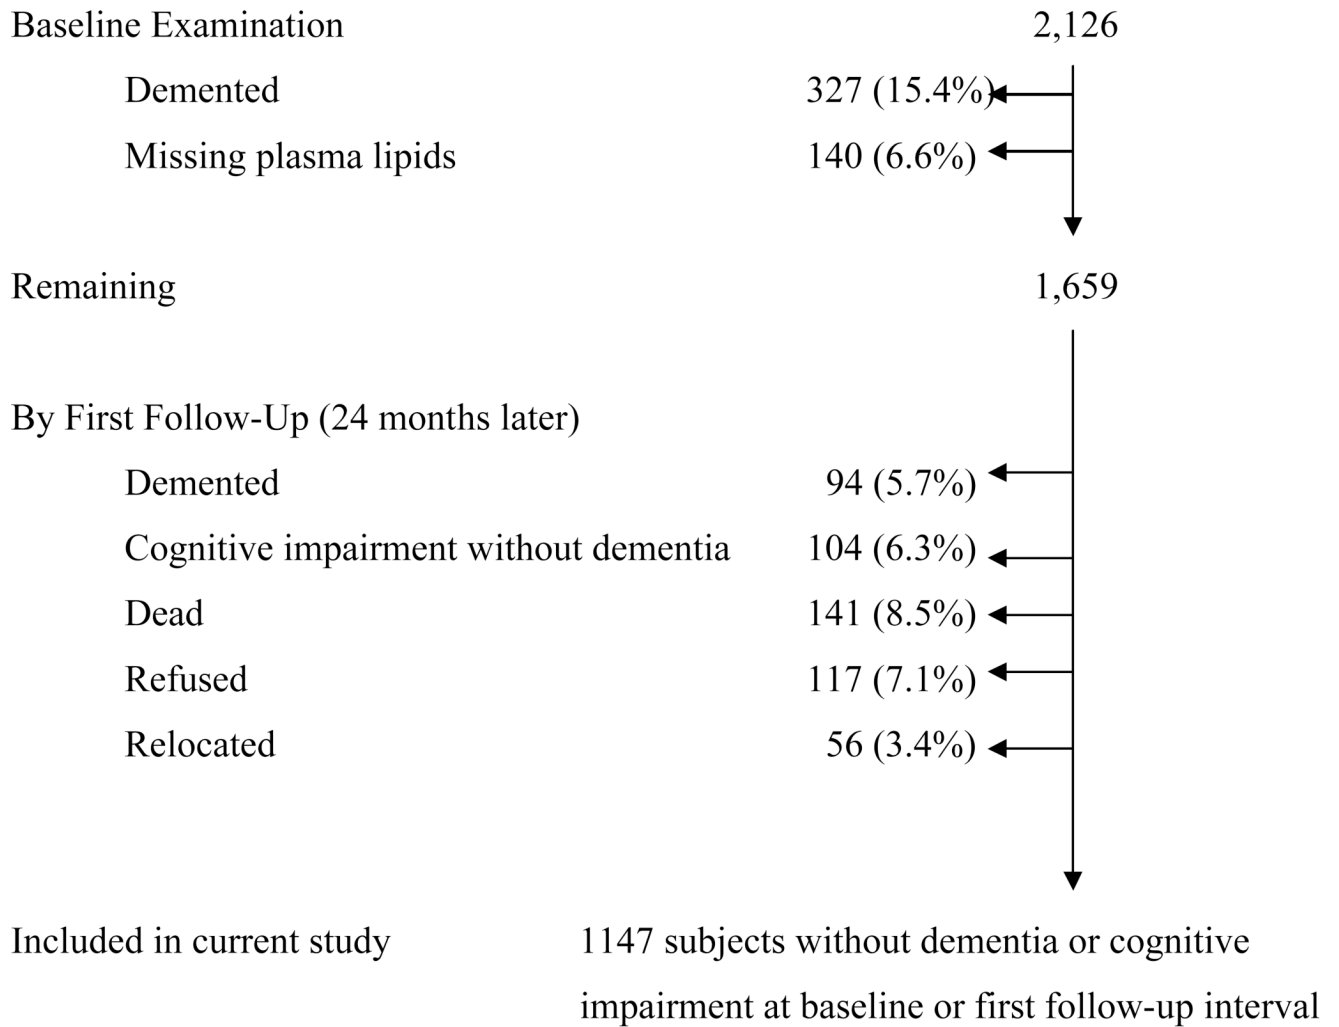 Baseline Examination 2,126
Demented 327 (15.4%)
Missing plasma lipids 140 (6.6%)
Remaining 1,659
By First Follow-Up (24 months later)
Demented 94 (5.7%)
Cognitive impairment without dementia 104 (6.3%)
Dead 141 (8.5%)
Refused 117 (7.1%)
Relocated 56 (3.4%)
Included in current study 1147 subjects without dementia or cognitive
impairment at baseline or first follow-up interval